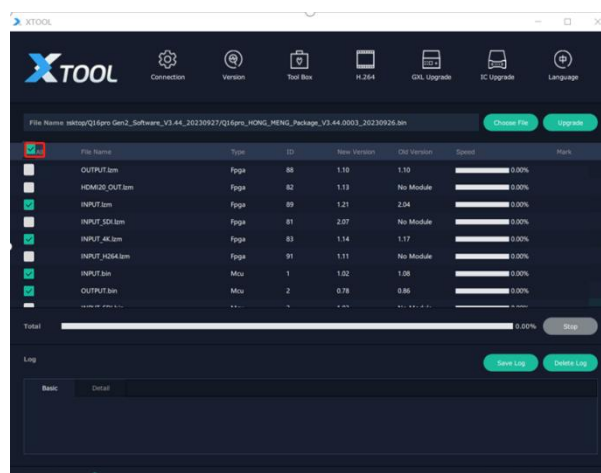 XTOOL
XTOOL
Connection
Version
Tool Box
H.264
GXL Upgrade
IC Upgrade
Language
File Name ssktop/Q16pro Gen2_Software_V3.44_20230927/Q16pro_HONG_MENG_Package_V3.44.0003_20230926.bin
Choose File
Upgrade
All File Name Type ID New Version Old Version Speed Mark
OUTPUT.lzm Fpga 88 1.10 1.10 0.00%
HDMI20_OUT.lzm Fpga 82 1.13 No Module 0.00%
INPUT.lzm Fpga 89 1.21 2.04 0.00%
INPUT_SDI.lzm Fpga 81 2.07 No Module 0.00%
INPUT_4K.lzm Fpga 83 1.14 1.17 0.00%
INPUT_H264.lzm Fpga 91 1.11 No Module 0.00%
INPUT.bin Mcu 1 1.02 1.08 0.00%
OUTPUT.bin Mcu 2 0.78 0.86 0.00%
Total 0.00% Stop
Log Save Log Delete Log
Basic Detail